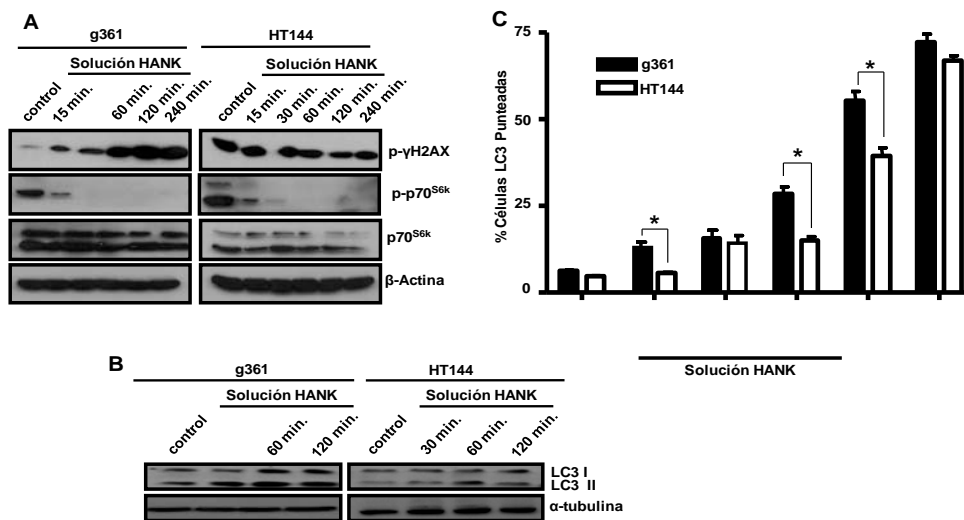 A
g361
HT144
Solución HANK
Solución HANK
control
15 min.
60 min.
120 min.
240 min.
control
15 min.
30 min.
60 min.
120 min.
240 min.
p-γH2AX
p-p70S6k
p70S6k
β-Actina
B
g361
HT144
Solución HANK
Solución HANK
control
60 min.
120 min.
control
30 min.
60 min.
120 min.
LC3 I
LC3 II
α-tubulina
C
% Células LC3 Punteadas
75
50
25
0
g361
HT144
*
*
*
Solución HANK